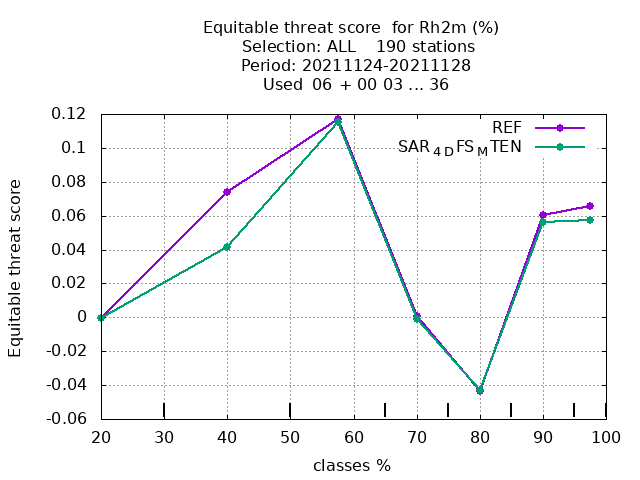 Equitable threat score  for Rh2m (%)
Selection: ALL    190 stations
Period: 20211124-20211128
Used  06 + 00 03 ... 36
0.12
0.1
0.08
0.06
0.04
0.02
0
-0.02
-0.04
-0.06
Equitable threat score
REF
SAR4DFSMTEN
20 30 40 50 60 70 80 90 100
classes %